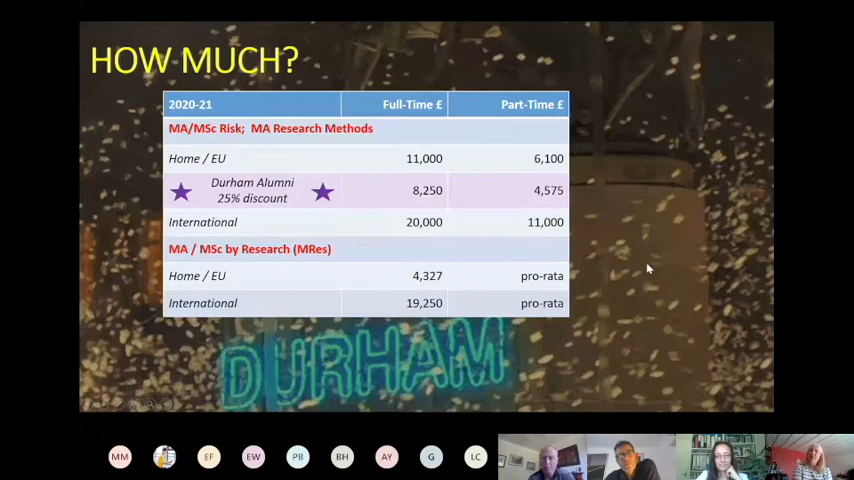 HOW MUCH?
2020-21 Full-Time £ Part-Time £
MA/MSc Risk; MA Research Methods
Home / EU 11,000 6,100
Durham Alumni
25% discount 8,250 4,575
International 20,000 11,000
MA / MSc by Research (MRes)
Home / EU 4,327 pro-rata
International 19,250 pro-rata
DURHAM
MM EF EW PB BH AY G LC